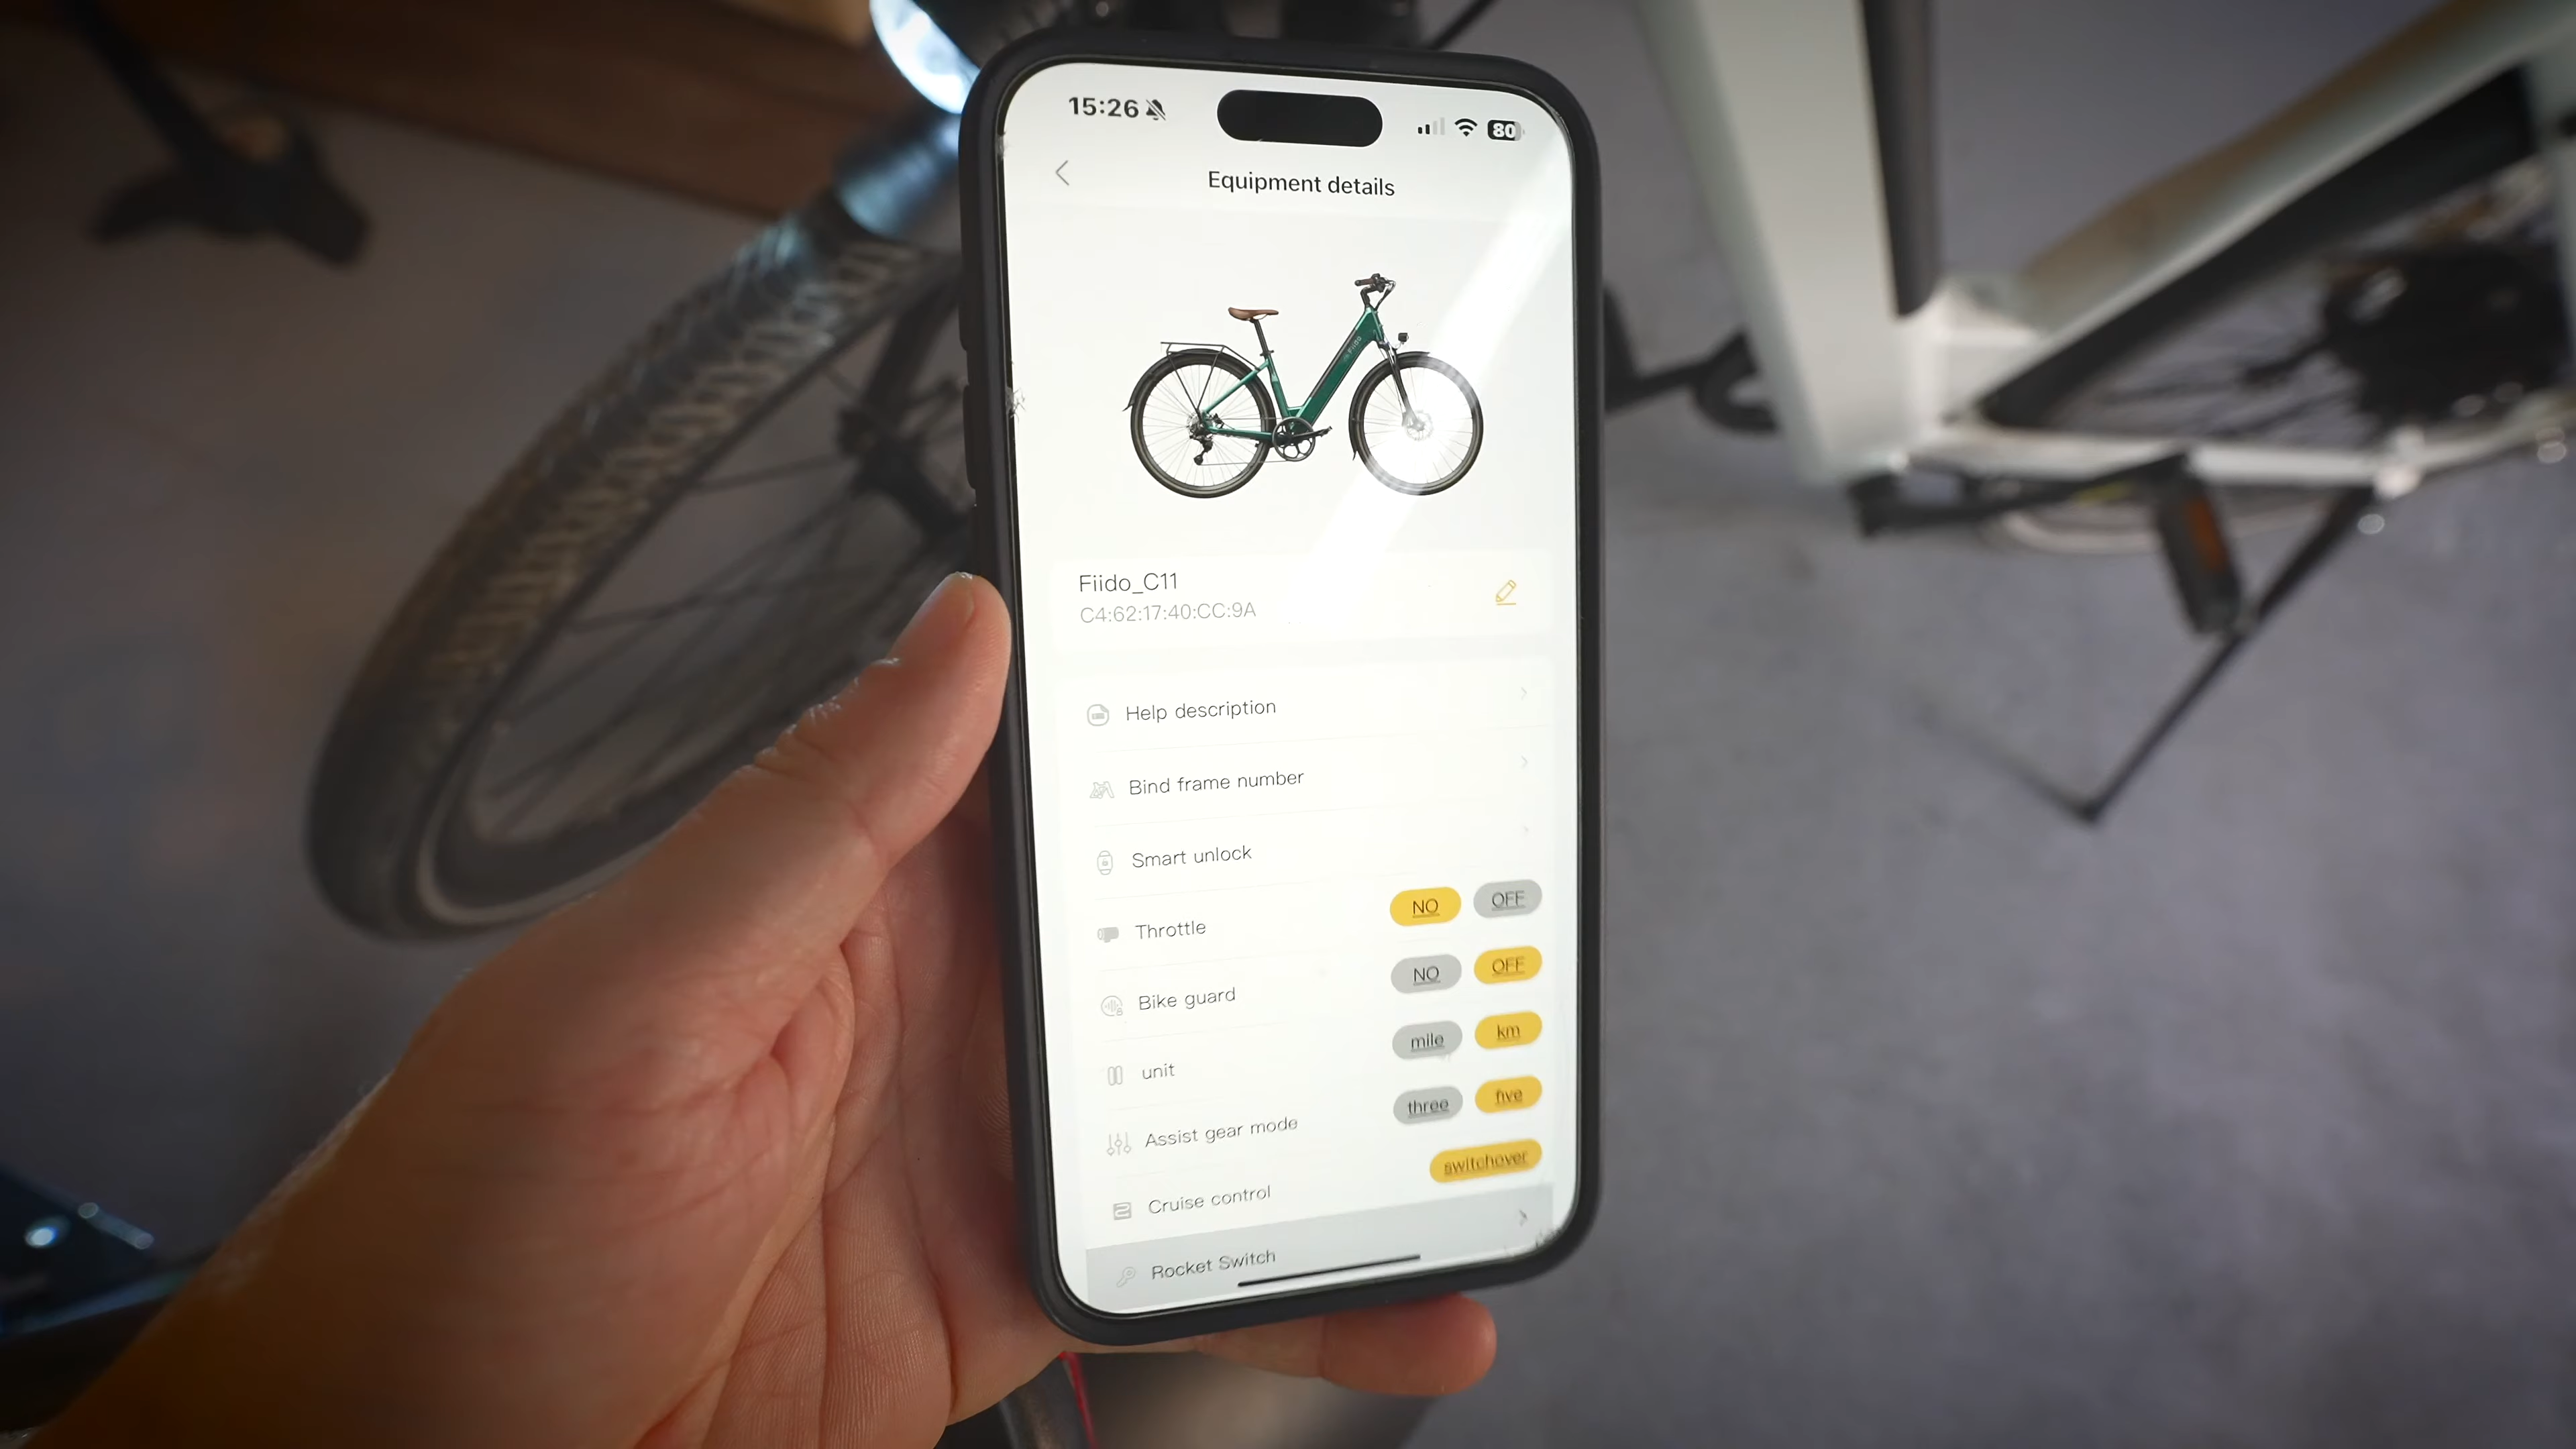 15:26
80
Equipment details
Fiido
Fiido_C11
C4:62:17:40:CC:9A
Help description
Bind frame number
Smart unlock
Throttle NO OFF
Bike guard NO OFF
unit mile km
Assist gear mode three five
Cruise control switchover
Rocket Switch